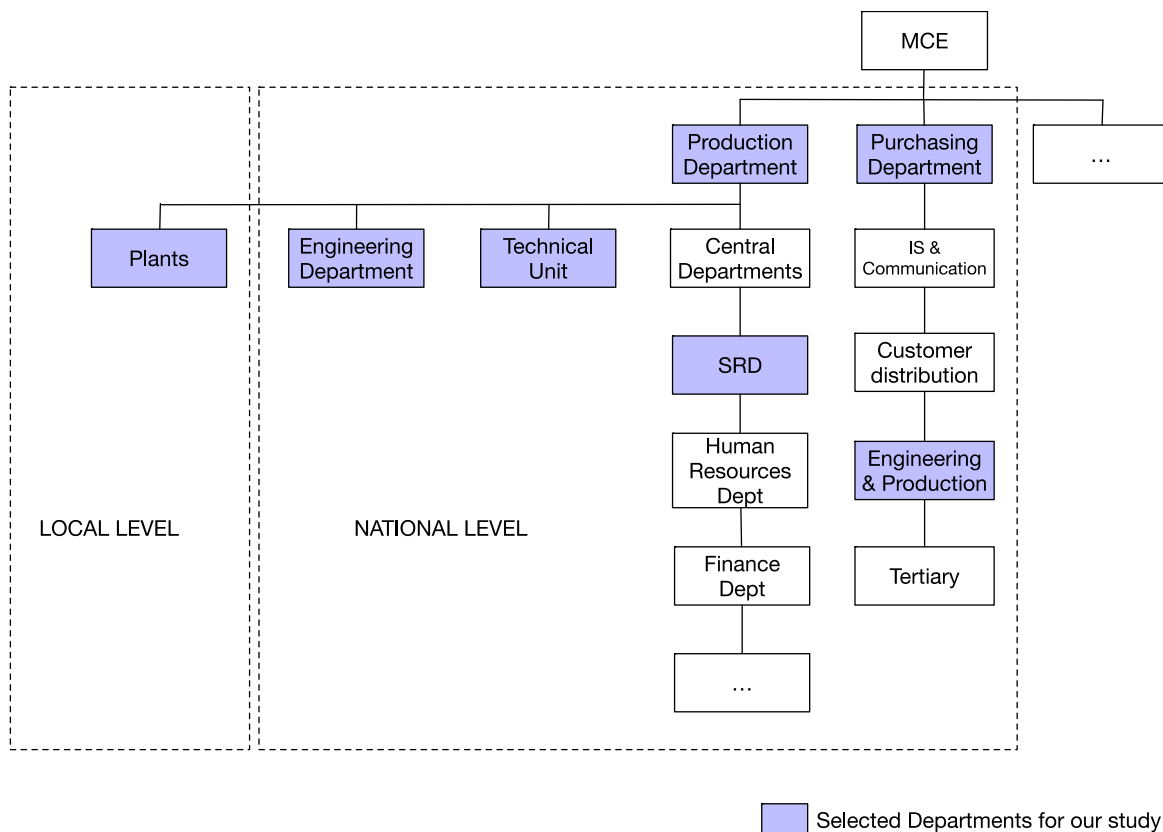 MCE
Production
Department
Purchasing
Department
...
Plants
Engineering
Department
Technical
Unit
Central
Departments
IS &
Communication
SRD
Customer
distribution
Human
Resources
Dept
Engineering
& Production
LOCAL LEVEL
NATIONAL LEVEL
Finance
Dept
Tertiary
...
Selected Departments for our study